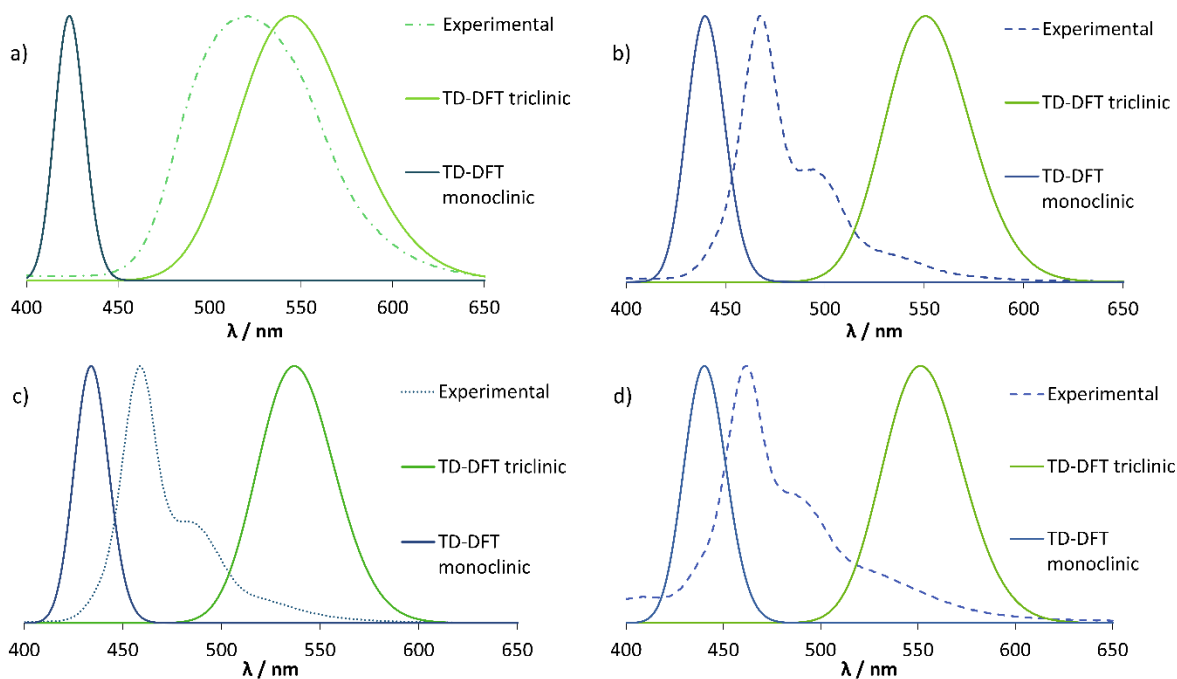 a)
Experimental
TD-DFT triclinic
TD-DFT
monoclinic
400 450 500 550 600 650
λ / nm
b)
Experimental
TD-DFT triclinic
TD-DFT
monoclinic
400 450 500 550 600 650
λ / nm
c)
Experimental
TD-DFT triclinic
TD-DFT
monoclinic
400 450 500 550 600 650
λ / nm
d)
Experimental
TD-DFT triclinic
TD-DFT
monoclinic
400 450 500 550 600 650
λ / nm